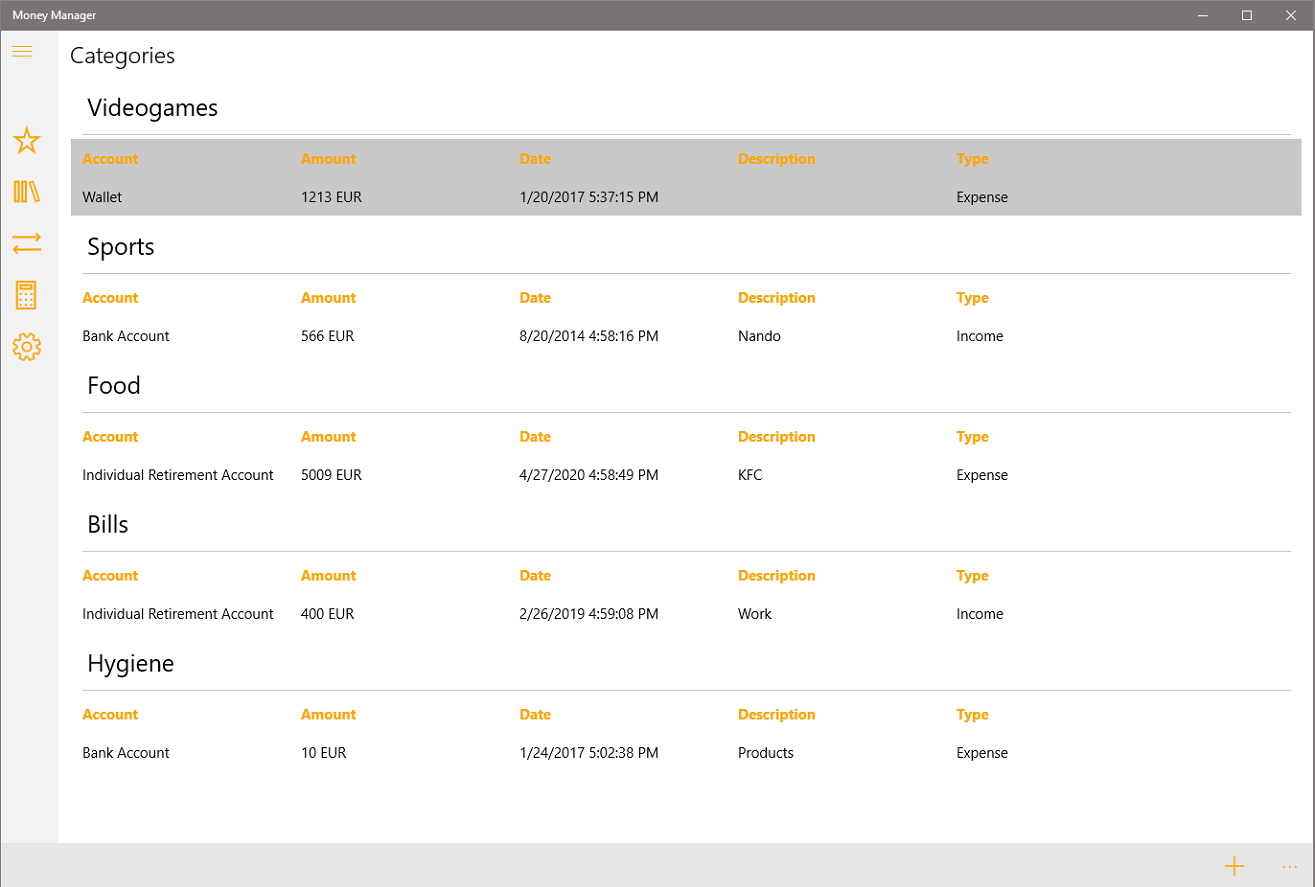 Money Manager
Categories
Videogames
Account Amount Date Description Type
Wallet 1213 EUR 1/20/2017 5:37:15 PM Expense
Sports
Account Amount Date Description Type
Bank Account 566 EUR 8/20/2014 4:58:16 PM Nando Income
Food
Account Amount Date Description Type
Individual Retirement Account 5009 EUR 4/27/2020 4:58:49 PM KFC Expense
Bills
Account Amount Date Description Type
Individual Retirement Account 400 EUR 2/26/2019 4:59:08 PM Work Income
Hygiene
Account Amount Date Description Type
Bank Account 10 EUR 1/24/2017 5:02:38 PM Products Expense